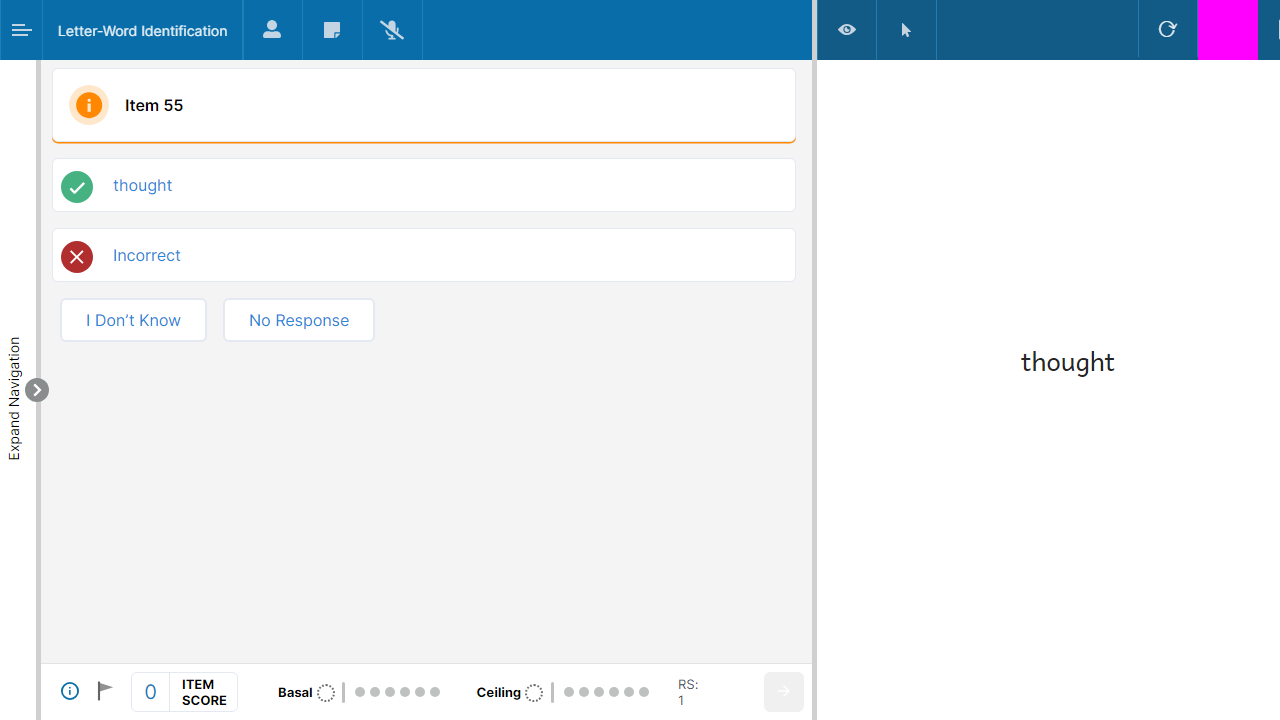 Letter-Word Identification
Item 55
thought
Incorrect
I Don't Know
No Response
Expand Navigation
thought
0
ITEM
SCORE
Basal
Ceiling
RS:
1